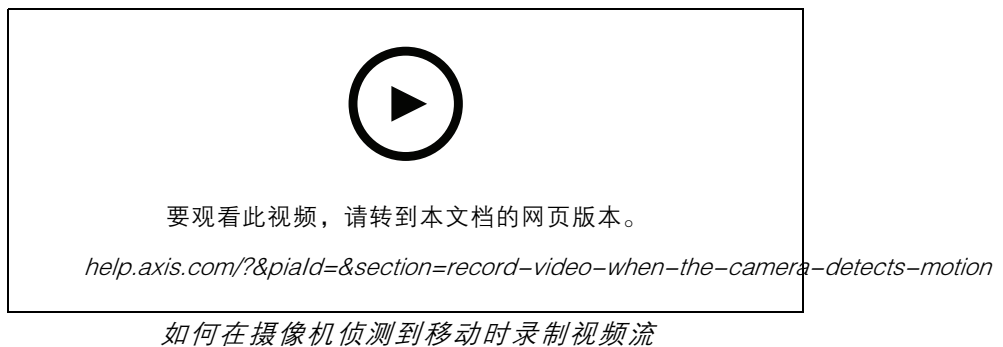 要观看此视频，请转到本文档的网页版本。
help.axis.com/?&piaId=&section=record-video-when-the-camera-detects-motion
如何在摄像机侦测到移动时录制视频流